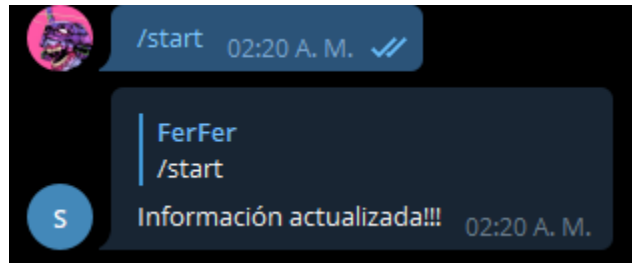 /start 02:20 A. M.
FerFer
/start
S
Información actualizada!!! 02:20 A. M.